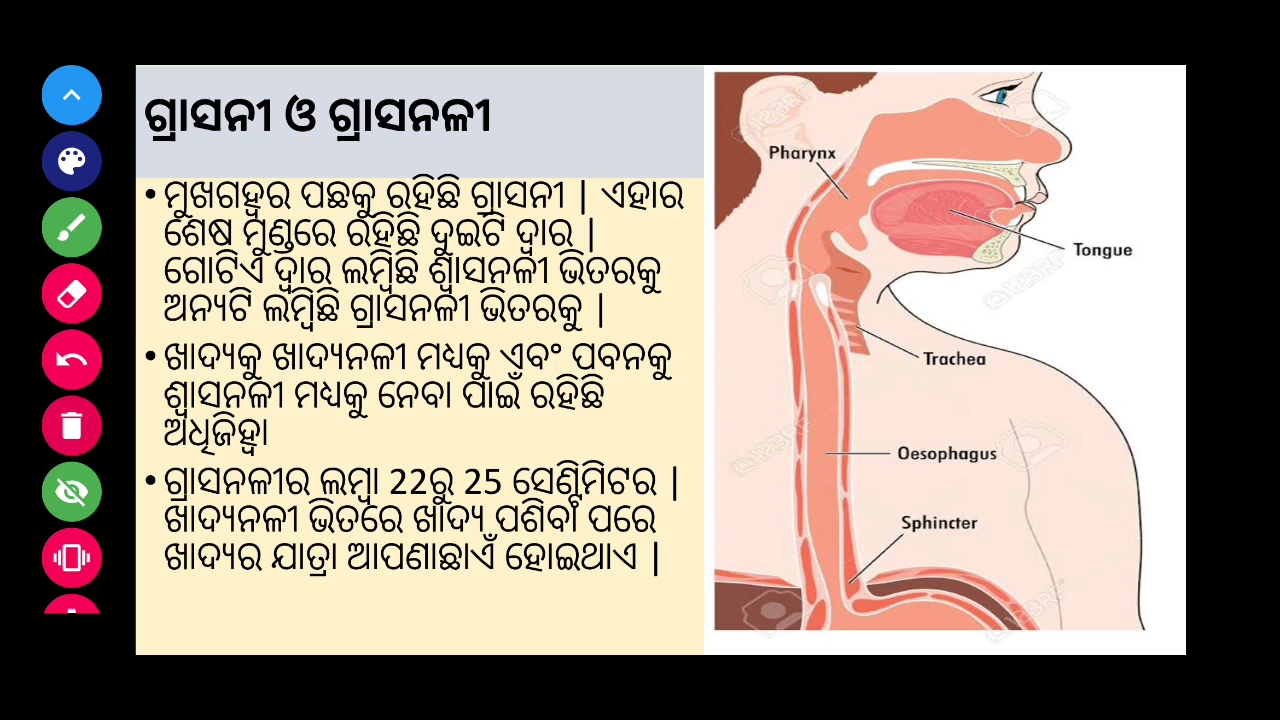 ଗ୍ରାସନୀ ଓ ଗ୍ରାସନଳୀ
• ମୁଖଗହ୍ୱର ପଛକୁ ରହିଛି ଗ୍ରାସନୀ | ଏହାର
ଶେଷ ମୁଣ୍ଡରେ ରହିଛି ଦୁଇଟି ଦ୍ୱାର |
ଗୋଟିଏ ଦ୍ୱାର ଲମ୍ବିଛି ଶ୍ୱାସନଳୀ ଭିତରକୁ
ଅନ୍ୟଟି ଲମ୍ବିଛି ଗ୍ରାସନଳୀ ଭିତରକୁ |
• ଖାଦ୍ୟକୁ ଖାଦ୍ୟନଳୀ ମଧ୍ୟକୁ ଏବଂ ପବନକୁ
ଶ୍ୱାସନଳୀ ମଧ୍ୟକୁ ନେବା ପାଇଁ ରହିଛି
ଅଧିଜିହ୍ୱା
• ଗ୍ରାସନଳୀର ଲମ୍ବା 22ରୁ 25 ସେଣ୍ଟିମିଟର |
ଖାଦ୍ୟନଳୀ ଭିତରେ ଖାଦ୍ୟ ପଶିବା ପରେ
ଖାଦ୍ୟର ଯାତ୍ରା ଆପଣାଛାଏଁ ହୋଇଥାଏ |
Pharynx
Tongue
Trachea
Oesophagus
Sphincter
123RF